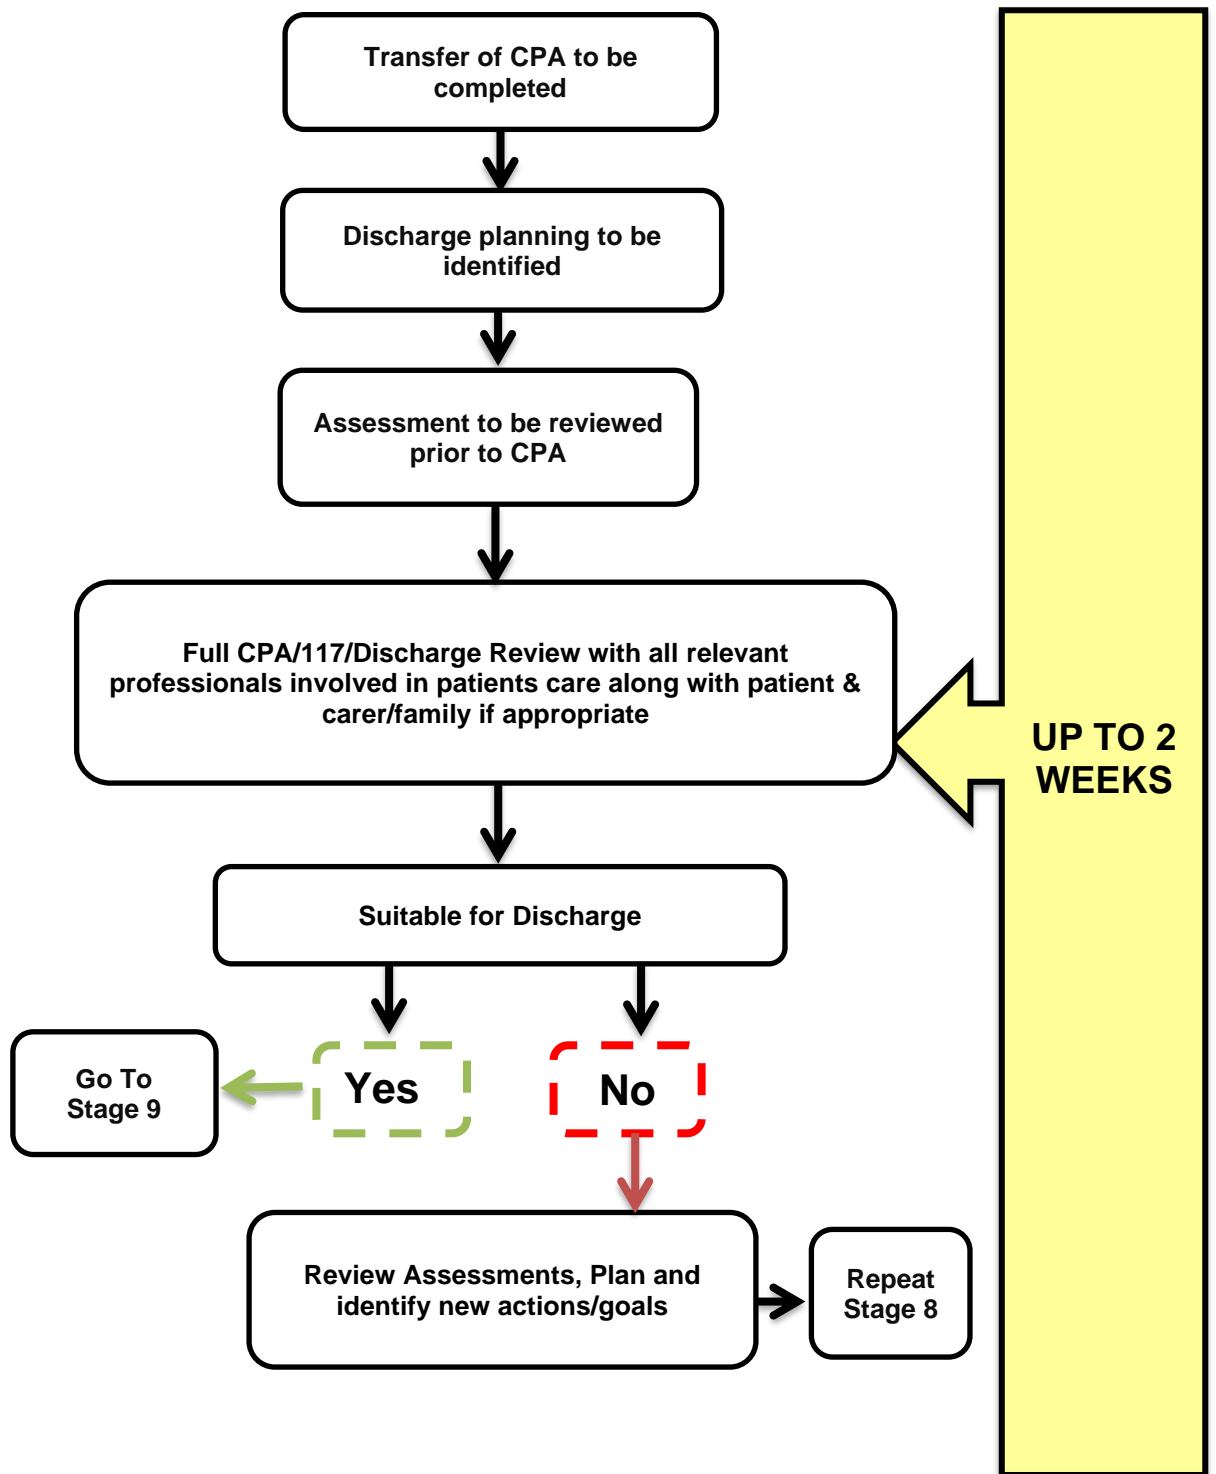 Transfer of CPA to be
completed
Discharge planning to be
identified
Assessment to be reviewed
prior to CPA
Full CPA/117/Discharge Review with all relevant
professionals involved in patients care along with patient &
carer/family if appropriate
UP TO 2
WEEKS
Suitable for Discharge
Yes
No
Go To
Stage 9
Review Assessments, Plan and
identify new actions/goals
Repeat
Stage 8